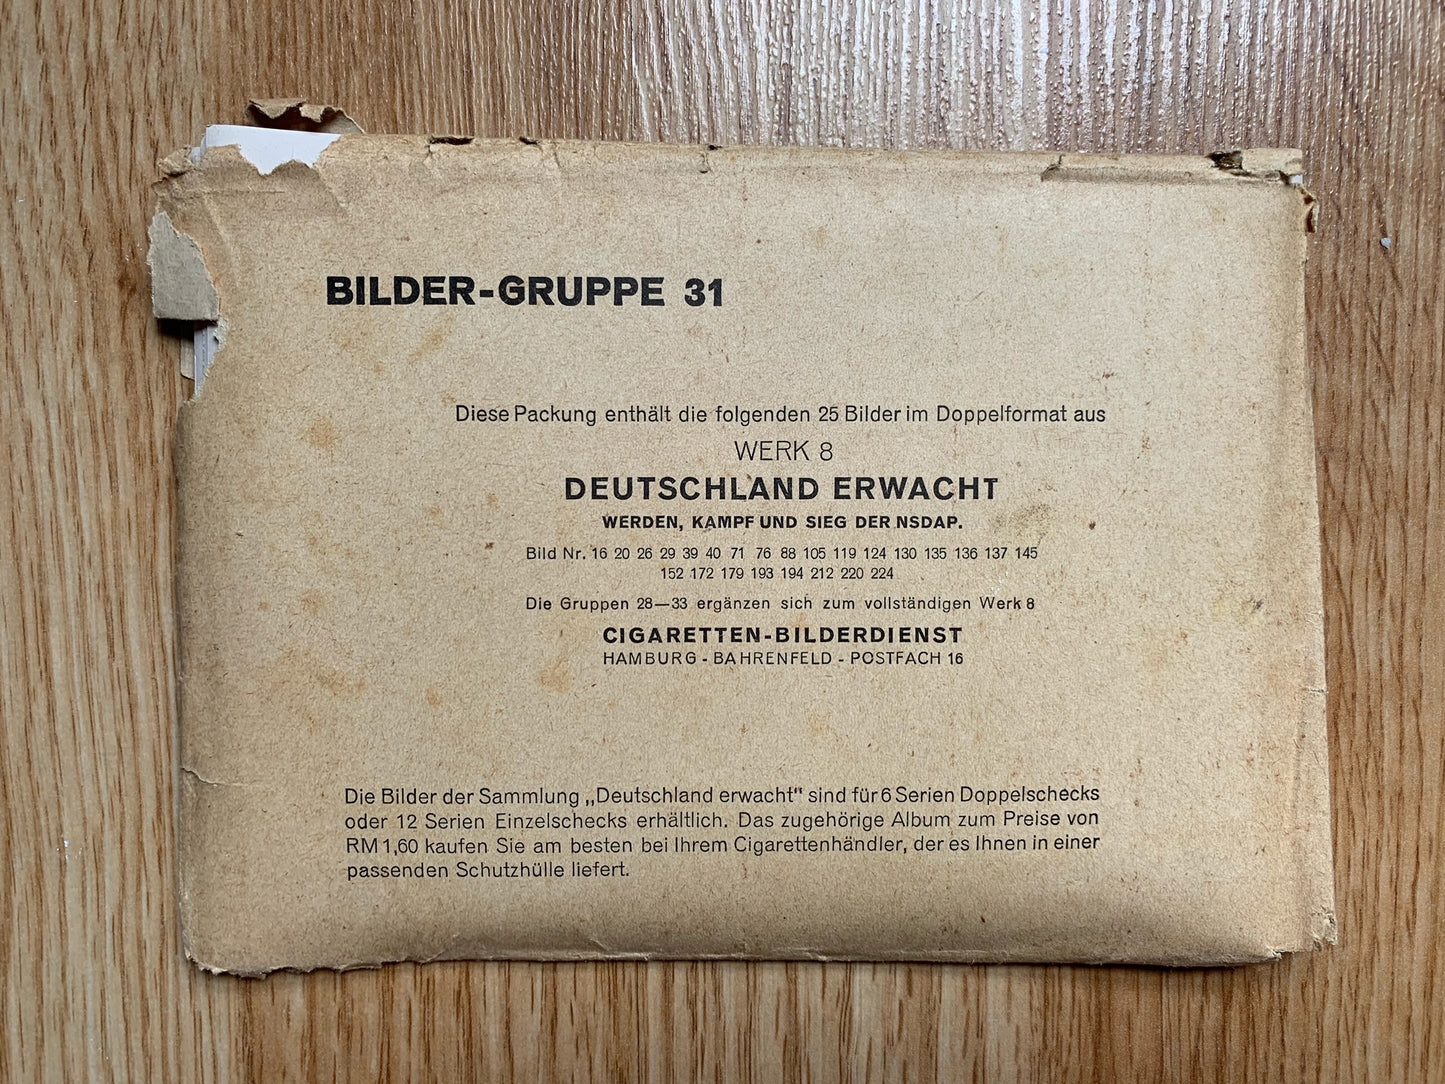 BILDER-GRUPPE 31
Diese Packung enthält die folgenden 25 Bilder im Doppelformat aus
WERK 8
DEUTSCHLAND ERWACHT
WERDEN, KAMPF UND SIEG DER NSDAP.
Bild Nr. 16 20 26 29 39 40 71 76 88 105 119 124 130 135 136 137 145
152 172 179 193 194 212 220 224
Die Gruppen 28—33 ergänzen sich zum vollständigen Werk 8
CIGARETTEN-BILDERDIENST
HAMBURG - BAHRENFELD - POSTFACH 16
Die Bilder der Sammlung „Deutschland erwacht" sind für 6 Serien Doppelschecks
oder 12 Serien Einzelschecks erhältlich. Das zugehörige Album zum Preise von
RM 1,60 kaufen Sie am besten bei Ihrem Cigarettenhändler, der es Ihnen in einer
passenden Schutzhülle liefert.